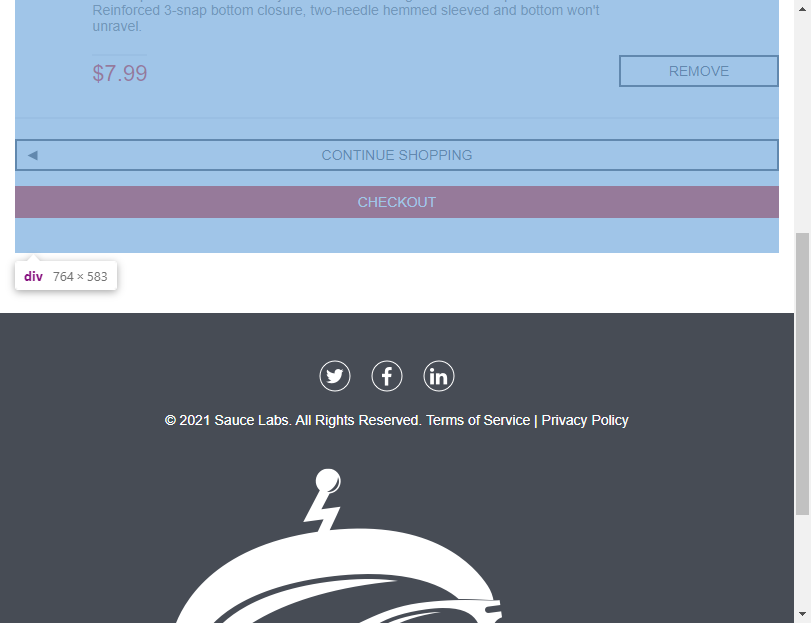 Reinforced 3-snap bottom closure, two-needle hemmed sleeved and bottom won't
unravel.
$7.99
REMOVE
CONTINUE SHOPPING
CHECKOUT
div 764 × 583
© 2021 Sauce Labs. All Rights Reserved. Terms of Service | Privacy Policy